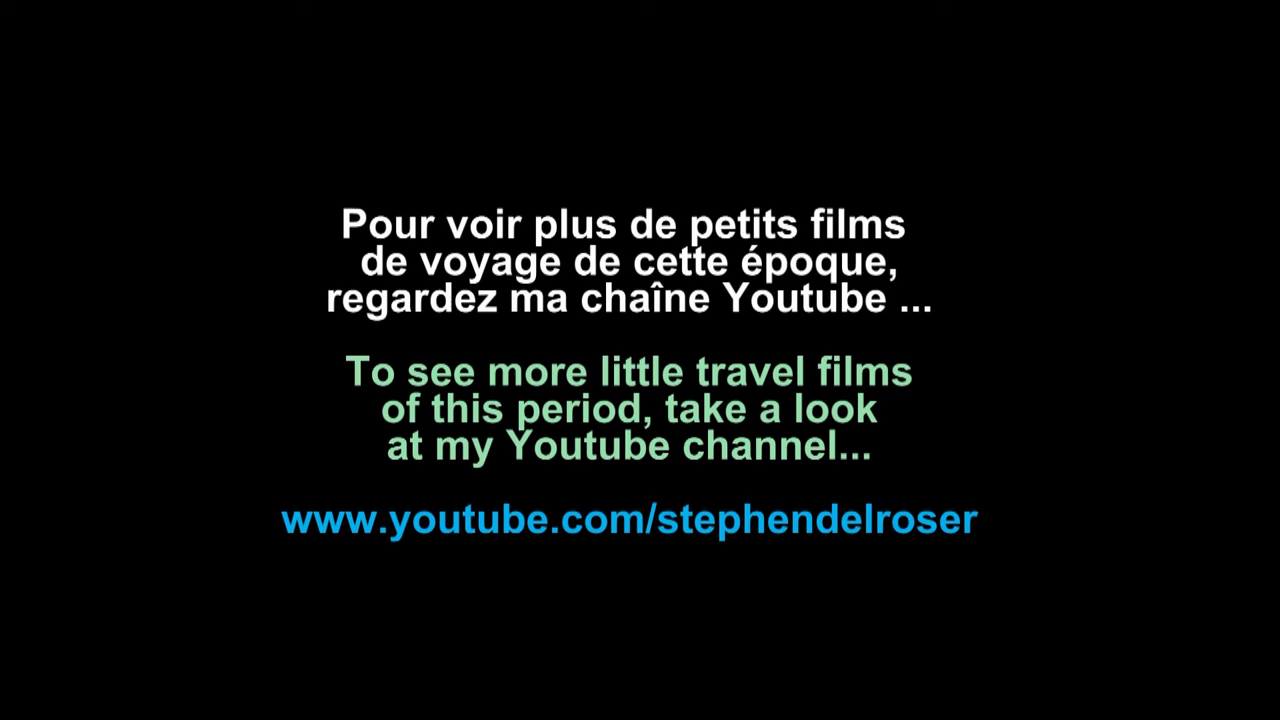 Pour voir plus de petits films
de voyage de cette époque,
regardez ma chaîne Youtube ...
To see more little travel films
of this period, take a look
at my Youtube channel...
www.youtube.com/stephendelroser